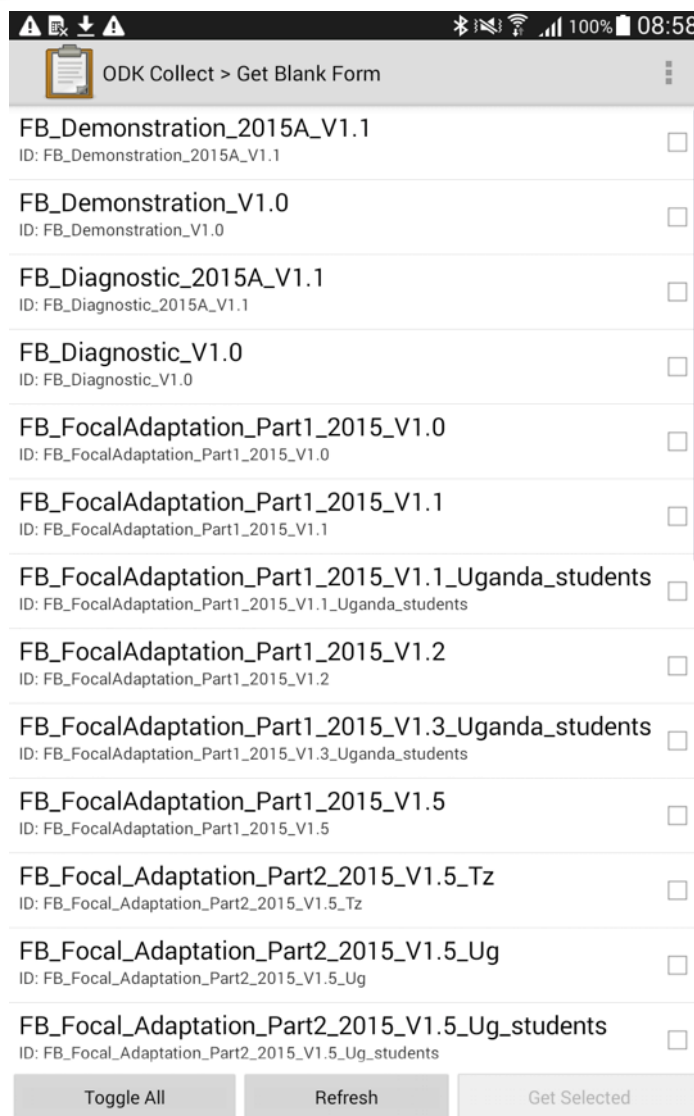 100% 08:58
ODK Collect > Get Blank Form
FB_Demonstration_2015A_V1.1
ID: FB_Demonstration_2015A_V1.1
FB_Demonstration_V1.0
ID: FB_Demonstration_V1.0
FB_Diagnostic_2015A_V1.1
ID: FB_Diagnostic_2015A_V1.1
FB_Diagnostic_V1.0
ID: FB_Diagnostic_V1.0
FB_FocalAdaptation_Part1_2015_V1.0
ID: FB_FocalAdaptation_Part1_2015_V1.0
FB_FocalAdaptation_Part1_2015_V1.1
ID: FB_FocalAdaptation_Part1_2015_V1.1
FB_FocalAdaptation_Part1_2015_V1.1_Uganda_students
ID: FB_FocalAdaptation_Part1_2015_V1.1_Uganda_students
FB_FocalAdaptation_Part1_2015_V1.2
ID: FB_FocalAdaptation_Part1_2015_V1.2
FB_FocalAdaptation_Part1_2015_V1.3_Uganda_students
ID: FB_FocalAdaptation_Part1_2015_V1.3_Uganda_students
FB_FocalAdaptation_Part1_2015_V1.5
ID: FB_FocalAdaptation_Part1_2015_V1.5
FB_Focal_Adaptation_Part2_2015_V1.5_Tz
ID: FB_Focal_Adaptation_Part2_2015_V1.5_Tz
FB_Focal_Adaptation_Part2_2015_V1.5_Ug
ID: FB_Focal_Adaptation_Part2_2015_V1.5_Ug
FB_Focal_Adaptation_Part2_2015_V1.5_Ug_students
ID: FB_Focal_Adaptation_Part2_2015_V1.5_Ug_students
Toggle All Refresh Get Selected